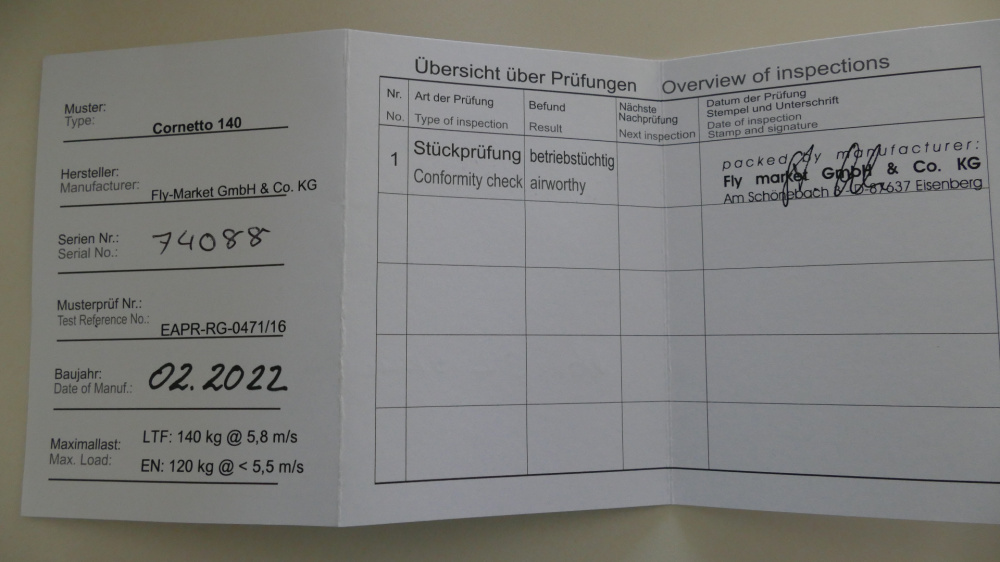 Muster:
Type:
Cornetto 140
Hersteller:
Manufacturer: Fly-Market GmbH & Co. KG
Serien Nr.:
Serial No.: 74088
Musterprüf Nr.:
Test Reference No.: EAPR-RG-0471/16
Baujahr:
Date of Manuf.: 02.2022
Maximallast: LTF: 140 kg @ 5,8 m/s
Max. Load: EN: 120 kg @ < 5,5 m/s
Übersicht über Prüfungen Overview of inspections
Nr.
No.
Art der Prüfung
Type of inspection
Befund
Result
Nächste
Nachprüfung
Next inspection
Datum der Prüfung
Stempel und Unterschrift
Date of inspection
Stamp and signature
1
Stückprüfung
Conformity check
betriebstüchtig
airworthy
packed by manufacturer:
Fly market GmbH & Co. KG
Am Schönebach 87637 Eisenberg